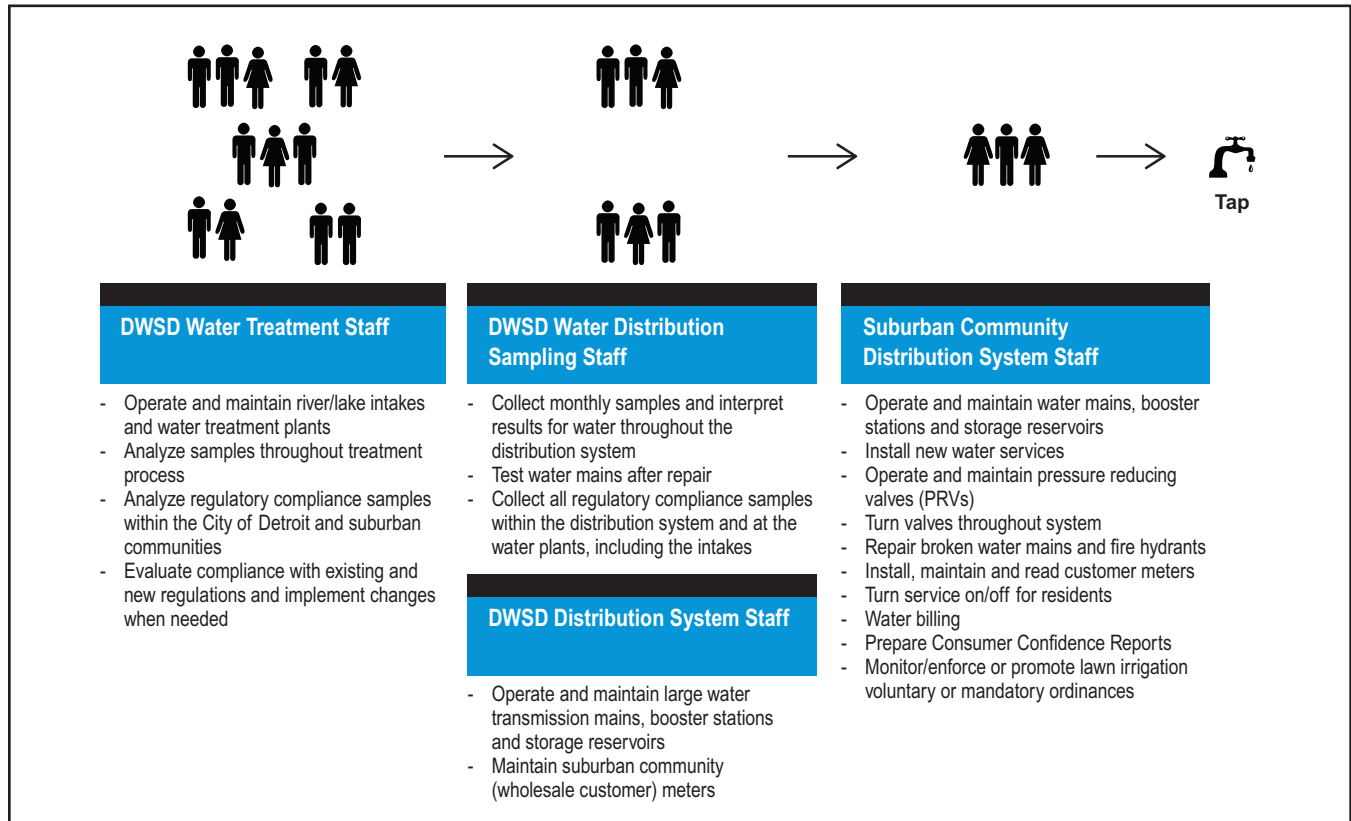 Tap
DWSD Water Treatment Staff
- Operate and maintain river/lake intakes
and water treatment plants
- Analyze samples throughout treatment
process
- Analyze regulatory compliance samples
within the City of Detroit and suburban
communities
- Evaluate compliance with existing and
new regulations and implement changes
when needed
DWSD Water Distribution
Sampling Staff
- Collect monthly samples and interpret
results for water throughout the
distribution system
- Test water mains after repair
- Collect all regulatory compliance samples
within the distribution system and at the
water plants, including the intakes
DWSD Distribution System Staff
- Operate and maintain large water
transmission mains, booster stations
and storage reservoirs
- Maintain suburban community
(wholesale customer) meters
Suburban Community
Distribution System Staff
- Operate and maintain water mains, booster
stations and storage reservoirs
- Install new water services
- Operate and maintain pressure reducing
valves (PRVs)
- Turn valves throughout system
- Repair broken water mains and fire hydrants
- Install, maintain and read customer meters
- Turn service on/off for residents
- Water billing
- Prepare Consumer Confidence Reports
- Monitor/enforce or promote lawn irrigation
voluntary or mandatory ordinances